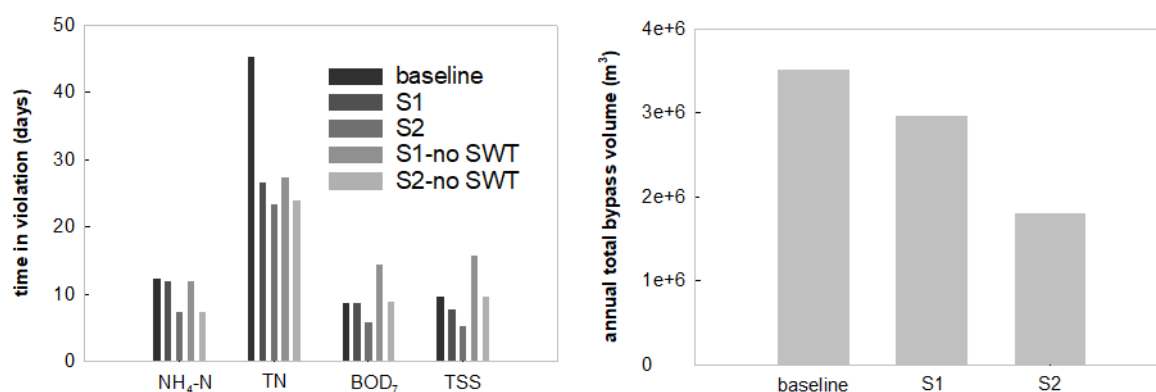 time in violation (days)
50
40
30
20
10
0
baseline
S1
S2
S1-no SWT
S2-no SWT
NH₄-N
TN
BOD₇
TSS
annual total bypass volume (m³)
4e+6
3e+6
2e+6
1e+6
0
baseline
S1
S2